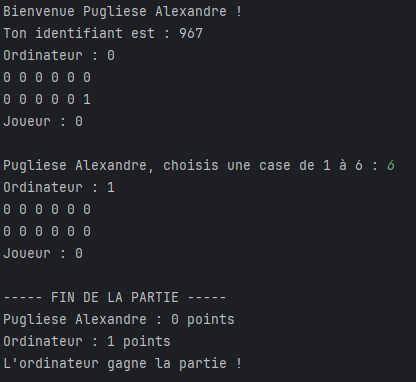 Bienvenue Pugliese Alexandre !
Ton identifiant est : 967
Ordinateur : 0
0 0 0 0 0 0
0 0 0 0 0 1
Joueur : 0
Pugliese Alexandre, choisis une case de 1 à 6 : 6
Ordinateur : 1
0 0 0 0 0 0
0 0 0 0 0 0
Joueur : 0
----- FIN DE LA PARTIE -----
Pugliese Alexandre : 0 points
Ordinateur : 1 points
L'ordinateur gagne la partie !